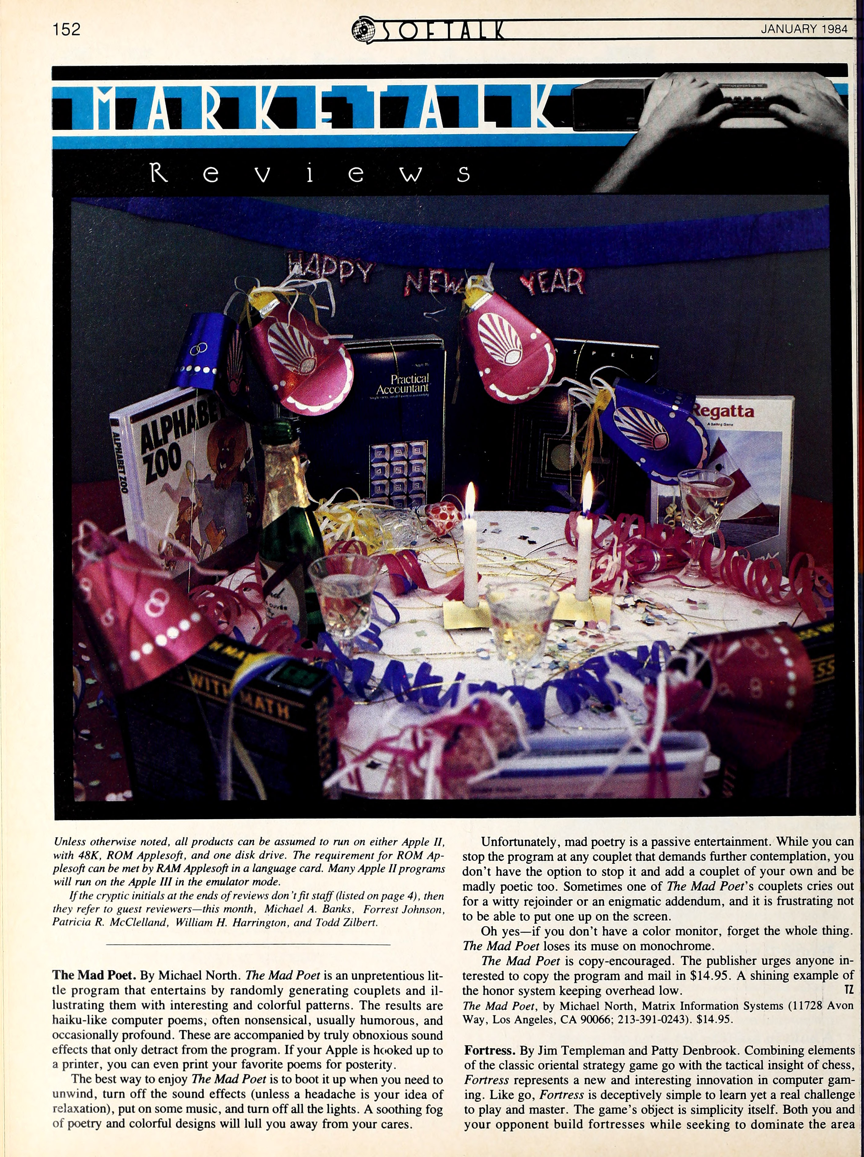 152
SOFTALK
JANUARY 1984
MARKETALK
Reviews
HAPPY NEW YEAR
ALPHABET
ZOO
ALPHABET ZOO
Practical
Accountant
SPELL
Regatta
A Sailing Game
WITH MATH
Unless otherwise noted, all products can be assumed to run on either Apple II,
with 48K, ROM Applesoft, and one disk drive. The requirement for ROM Ap-
plesoft can be met by RAM Applesoft in a language card. Many Apple II programs
will run on the Apple III in the emulator mode.
If the cryptic initials at the ends of reviews don't fit staff (listed on page 4), then
they refer to guest reviewers—this month, Michael A. Banks, Forrest Johnson,
Patricia R. McClelland, William H. Harrington, and Todd Zilbert.
The Mad Poet. By Michael North. The Mad Poet is an unpretentious lit-
tle program that entertains by randomly generating couplets and il-
lustrating them with interesting and colorful patterns. The results are
haiku-like computer poems, often nonsensical, usually humorous, and
occasionally profound. These are accompanied by truly obnoxious sound
effects that only detract from the program. If your Apple is hooked up to
a printer, you can even print your favorite poems for posterity.
The best way to enjoy The Mad Poet is to boot it up when you need to
unwind, turn off the sound effects (unless a headache is your idea of
relaxation), put on some music, and turn off all the lights. A soothing fog
of poetry and colorful designs will lull you away from your cares.
Unfortunately, mad poetry is a passive entertainment. While you can
stop the program at any couplet that demands further contemplation, you
don't have the option to stop it and add a couplet of your own and be
madly poetic too. Sometimes one of The Mad Poet's couplets cries out
for a witty rejoinder or an enigmatic addendum, and it is frustrating not
to be able to put one up on the screen.
Oh yes—if you don't have a color monitor, forget the whole thing.
The Mad Poet loses its muse on monochrome.
The Mad Poet is copy-encouraged. The publisher urges anyone in-
terested to copy the program and mail in $14.95. A shining example of
the honor system keeping overhead low. TZ
The Mad Poet, by Michael North, Matrix Information Systems (11728 Avon
Way, Los Angeles, CA 90066; 213-391-0243). $14.95.
Fortress. By Jim Templeman and Patty Denbrook. Combining elements
of the classic oriental strategy game go with the tactical insight of chess,
Fortress represents a new and interesting innovation in computer gam-
ing. Like go, Fortress is deceptively simple to learn yet a real challenge
to play and master. The game's object is simplicity itself. Both you and
your opponent build fortresses while seeking to dominate the area